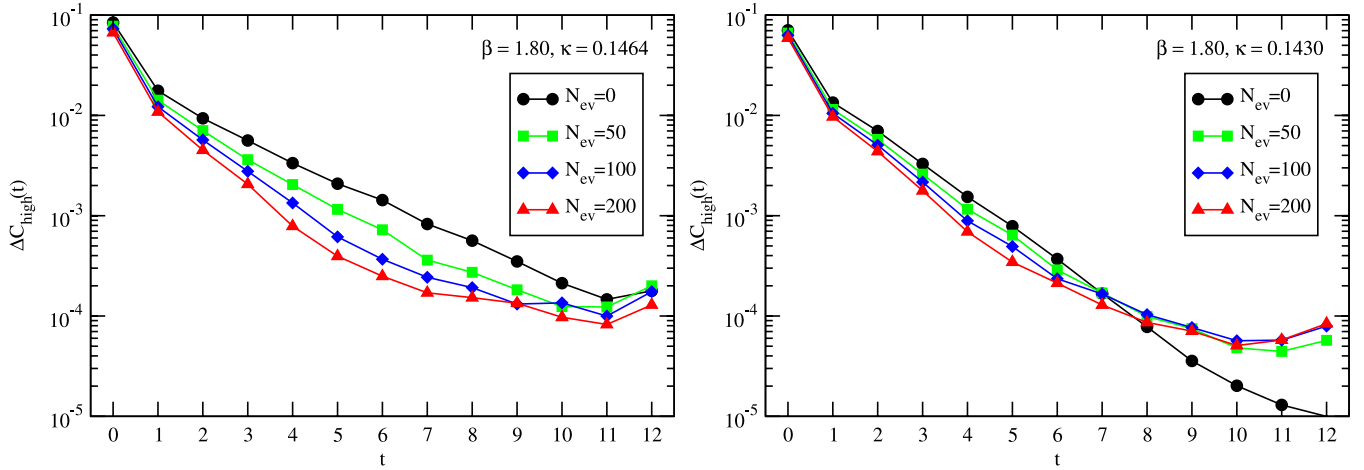 10⁻¹
10⁻²
10⁻³
10⁻⁴
10⁻⁵
ΔC_high(t)
β = 1.80, κ = 0.1464
N_ev=0
N_ev=50
N_ev=100
N_ev=200
0 1 2 3 4 5 6 7 8 9 10 11 12
t
10⁻¹
10⁻²
10⁻³
10⁻⁴
10⁻⁵
ΔC_high(t)
β = 1.80, κ = 0.1430
N_ev=0
N_ev=50
N_ev=100
N_ev=200
0 1 2 3 4 5 6 7 8 9 10 11 12
t